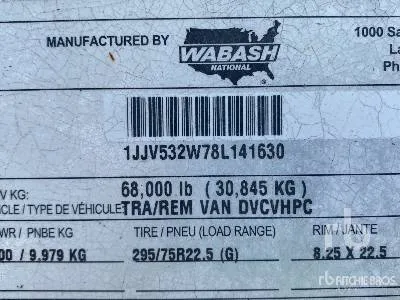 MANUFACTURED BY
WABASH
NATIONAL
1000 Sa
La
Ph
1JJV532W78L141630
V KG: 68,000 lb ( 30,845 KG )
CLE / TYPE DE VÉHICULE: TRA/REM VAN DVCVHPC
WR / PNBE KG TIRE / PNEU (LOAD RANGE) RIM / JANTE
00 / 9.979 KG 295/75R22.5 (G) 8.25 X 22.5
rb
RITCHIE BROS